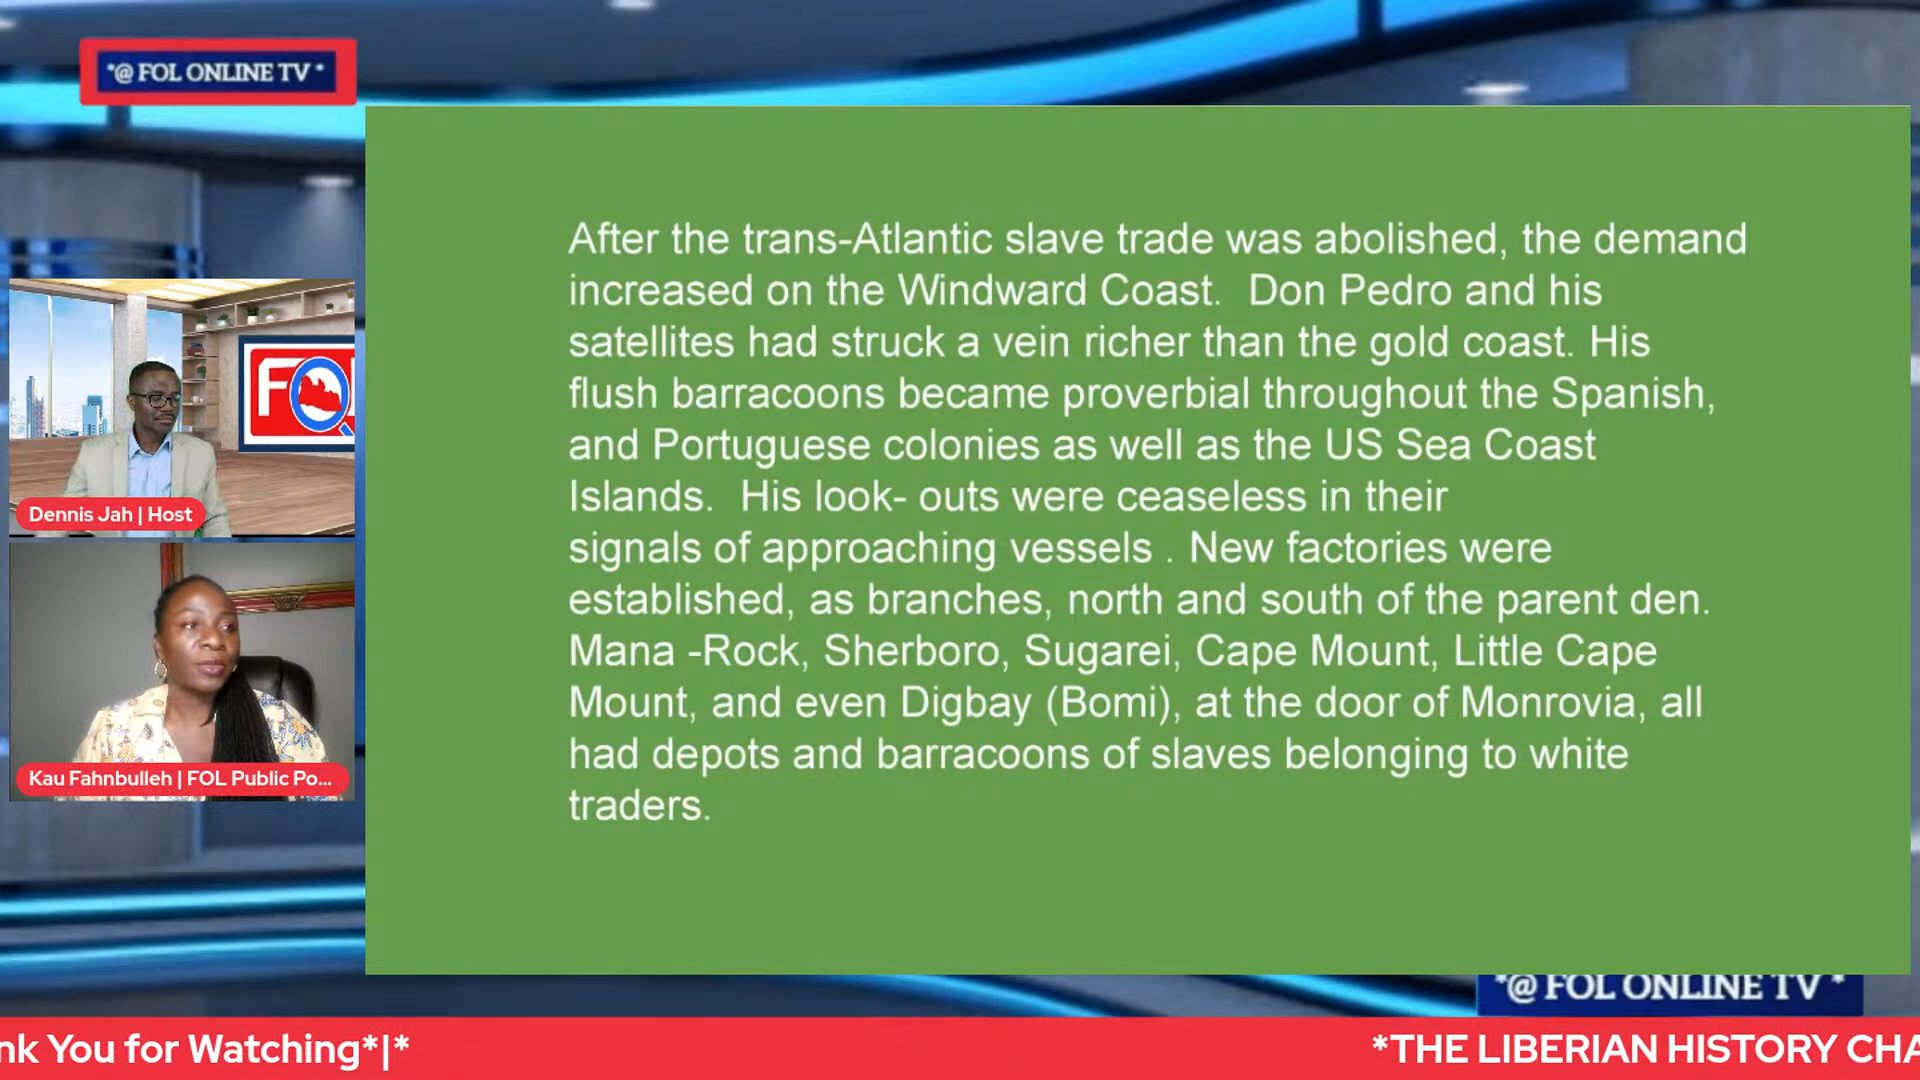 *@ FOL ONLINE TV *
After the trans-Atlantic slave trade was abolished, the demand
increased on the Windward Coast.  Don Pedro and his
satellites had struck a vein richer than the gold coast. His
flush barracoons became proverbial throughout the Spanish,
and Portuguese colonies as well as the US Sea Coast
Islands.  His look- outs were ceaseless in their
signals of approaching vessels . New factories were
established, as branches, north and south of the parent den.
Mana -Rock, Sherboro, Sugarei, Cape Mount, Little Cape
Mount, and even Digbay (Bomi), at the door of Monrovia, all
had depots and barracoons of slaves belonging to white
traders.
Dennis Jah | Host
Kau Fahnbulleh | FOL Public Po...
*@ FOL ONLINE TV *
nk You for Watching*|*
*THE LIBERIAN HISTORY CHA